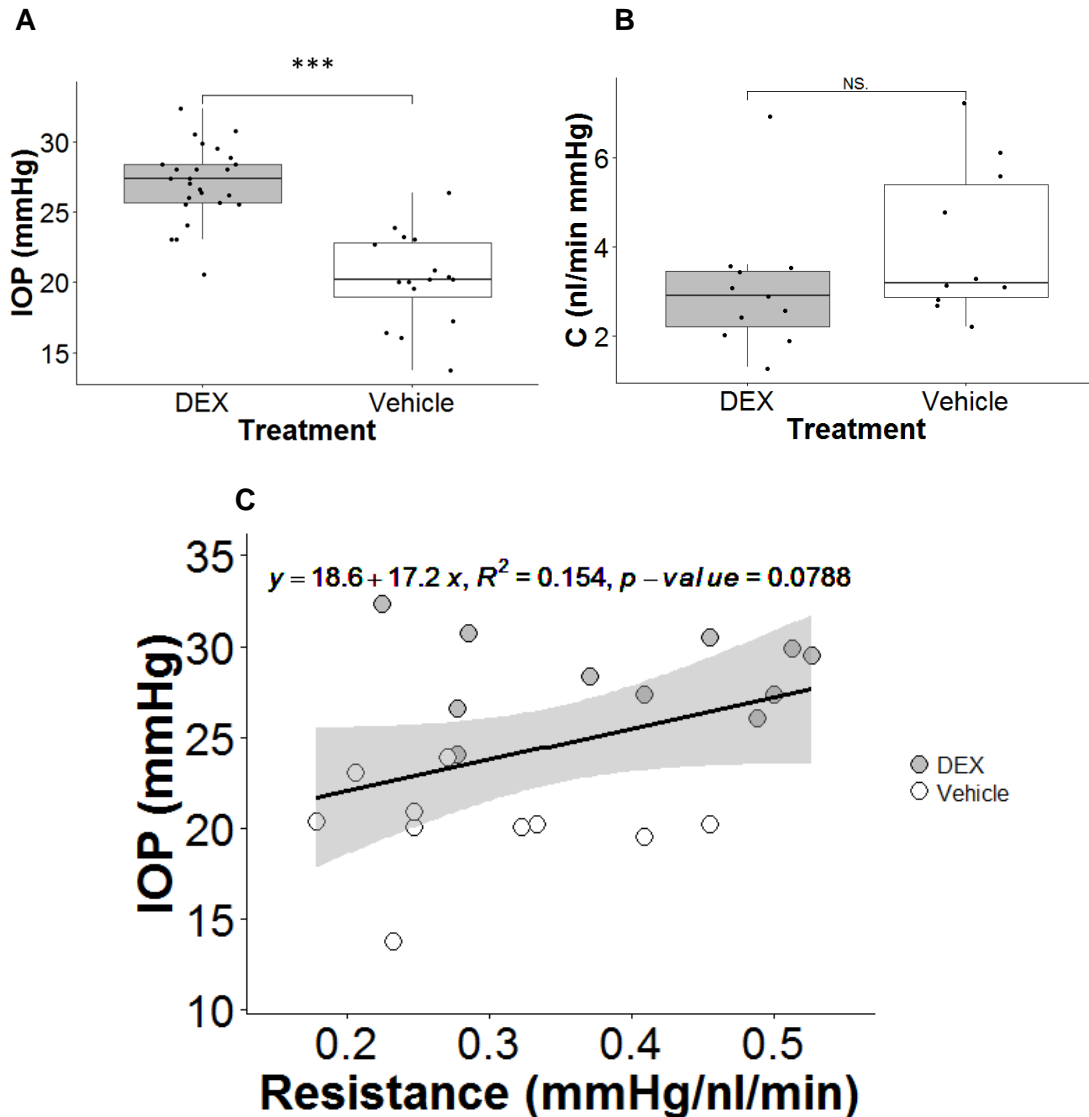 A
B
***
NS.
IOP (mmHg)
30
25
20
15
C (nl/min mmHg)
6
4
2
DEX
Vehicle
Treatment
DEX
Vehicle
Treatment
C
y = 18.6 + 17.2 x, R² = 0.154, p − value = 0.0788
IOP (mmHg)
35
30
25
20
15
10
DEX
Vehicle
0.2
0.3
0.4
0.5
Resistance (mmHg/nl/min)